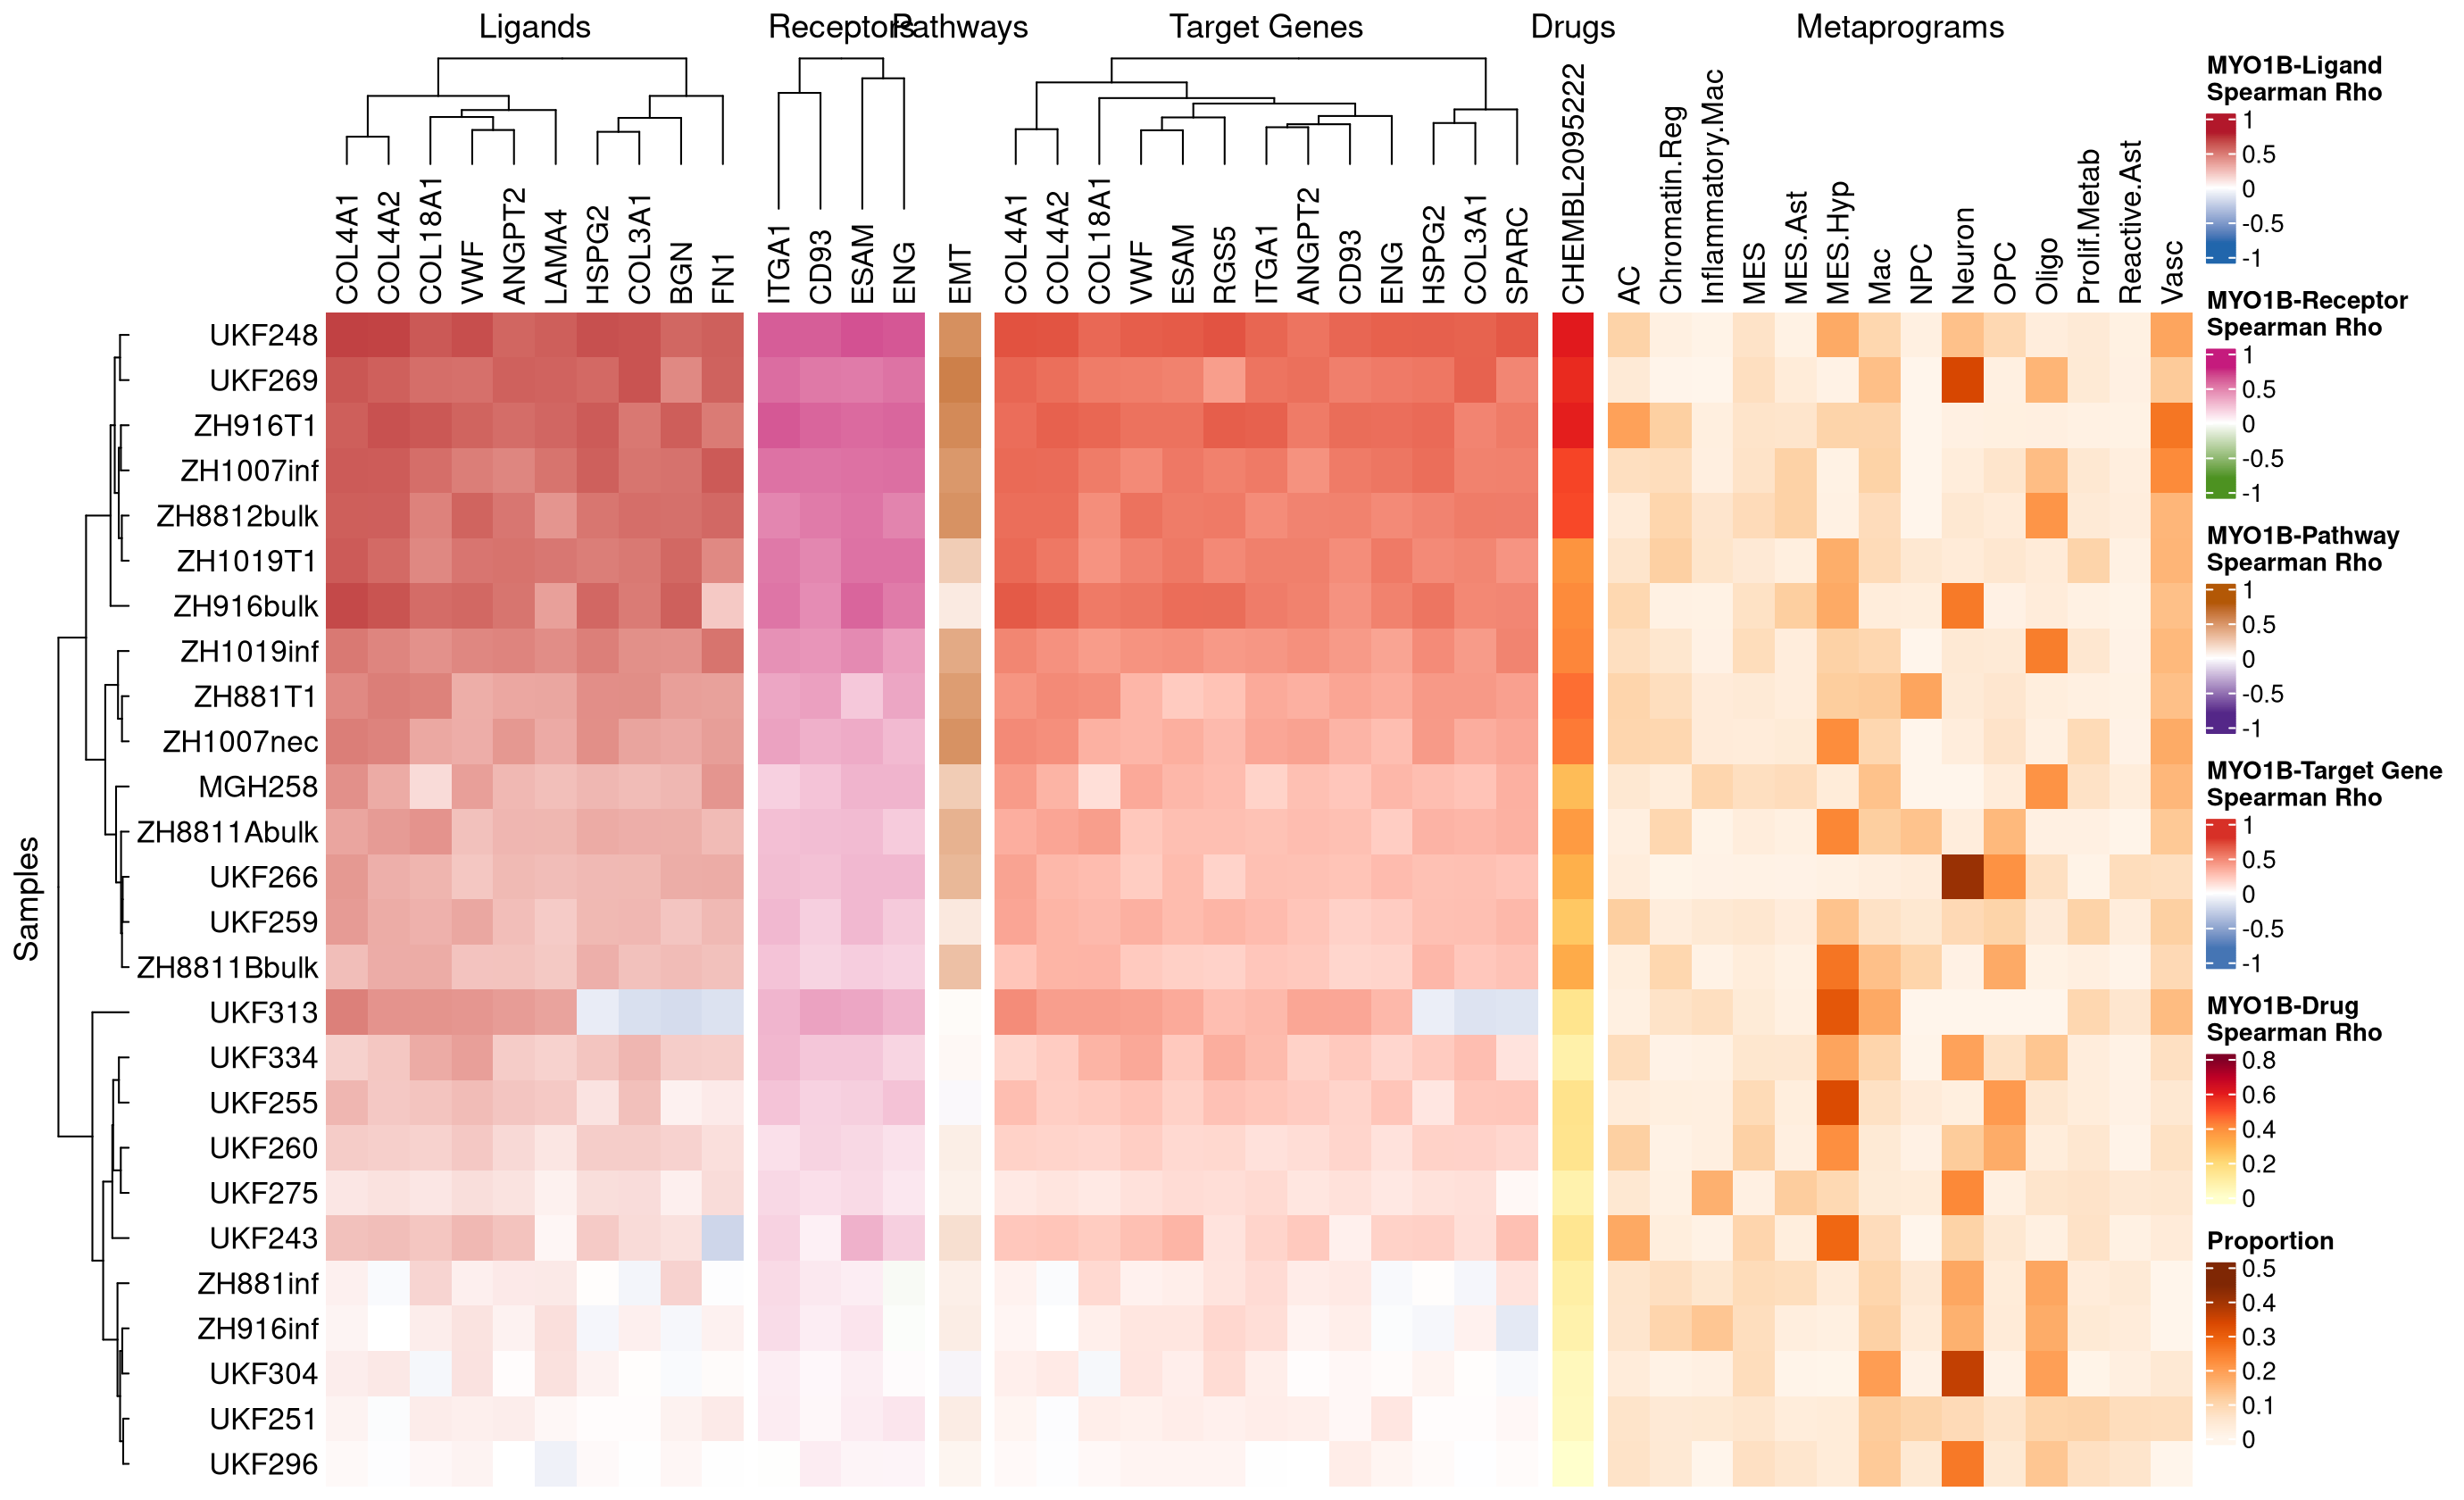 Ligands Receptors Pathways Target Genes Drugs Metaprograms
COL4A1 COL4A2 COL18A1 VWF ANGPT2 LAMA4 HSPG2 COL3A1 BGN FN1
ITGA1 CD93 ESAM ENG
EMT
COL4A1 COL4A2 COL18A1 VWF ESAM RGS5 ITGA1 ANGPT2 CD93 ENG HSPG2 COL3A1 SPARC
CHEMBL2095222
AC Chromatin.Reg Inflammatory.Mac MES MES.Ast MES.Hyp Mac NPC Neuron OPC Oligo Prolif.Metab Reactive.Ast Vasc
Samples
UKF248
UKF269
ZH916T1
ZH1007inf
ZH8812bulk
ZH1019T1
ZH916bulk
ZH1019inf
ZH881T1
ZH1007nec
MGH258
ZH8811Abulk
UKF266
UKF259
ZH8811Bbulk
UKF313
UKF334
UKF255
UKF260
UKF275
UKF243
ZH881inf
ZH916inf
UKF304
UKF251
UKF296
MYO1B-Ligand
Spearman Rho
1
0.5
0
-0.5
-1
MYO1B-Receptor
Spearman Rho
1
0.5
0
-0.5
-1
MYO1B-Pathway
Spearman Rho
1
0.5
0
-0.5
-1
MYO1B-Target Gene
Spearman Rho
1
0.5
0
-0.5
-1
MYO1B-Drug
Spearman Rho
0.8
0.6
0.4
0.2
0
Proportion
0.5
0.4
0.3
0.2
0.1
0